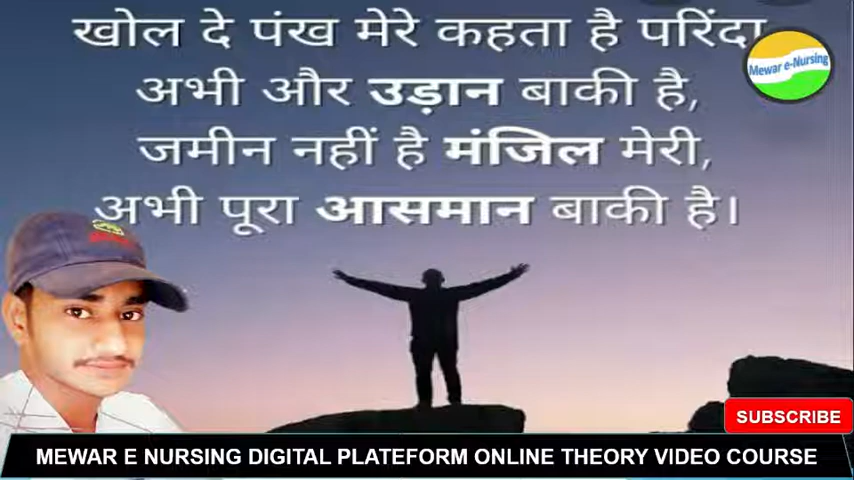 खोल दे पंख मेरे कहता है परिंदा
अभी और उड़ान बाकी है,
जमीन नहीं है मंजिल मेरी,
अभी पूरा आसमान बाकी है।
Mewar e-Nursing
SUBSCRIBE
MEWAR E NURSING DIGITAL PLATEFORM ONLINE THEORY VIDEO COURSE